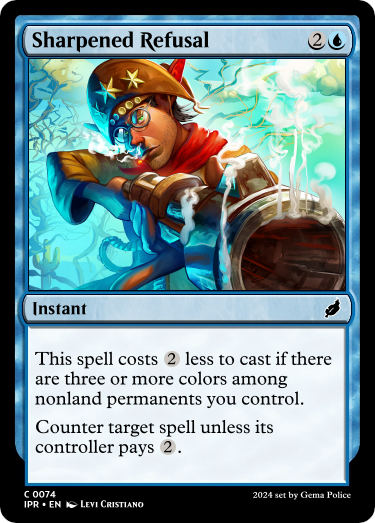 Sharpened Refusal 2
Instant
This spell costs 2 less to cast if there
are three or more colors among
nonland permanents you control.
Counter target spell unless its
controller pays 2.
C 0074
IPR • EN LEVI CRISTIANO 2024 set by Gema Police